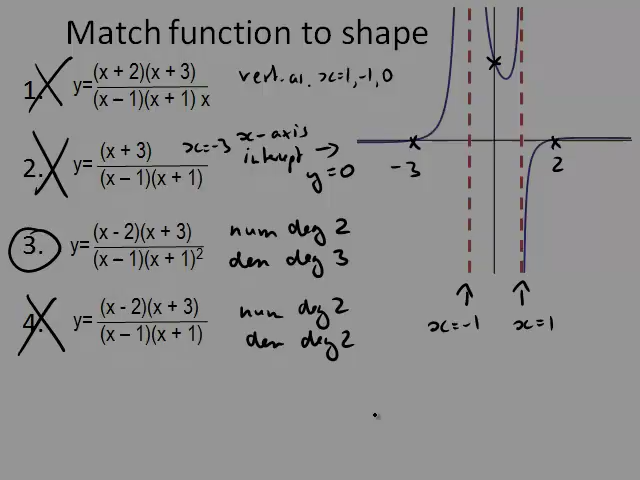 Match function to shape
1. y= (x + 2)(x + 3)
(x – 1)(x + 1) x
vert. as. x=1,-1,0
2. y= (x + 3)
(x – 1)(x + 1)
x=-3 x-axis
y=0
3. y= (x - 2)(x + 3)
(x – 1)(x + 1)²
num deg 2
den deg 3
4. y= (x - 2)(x + 3)
(x – 1)(x + 1)
num deg 2
den deg 2
-3
2
x=-1
x=1